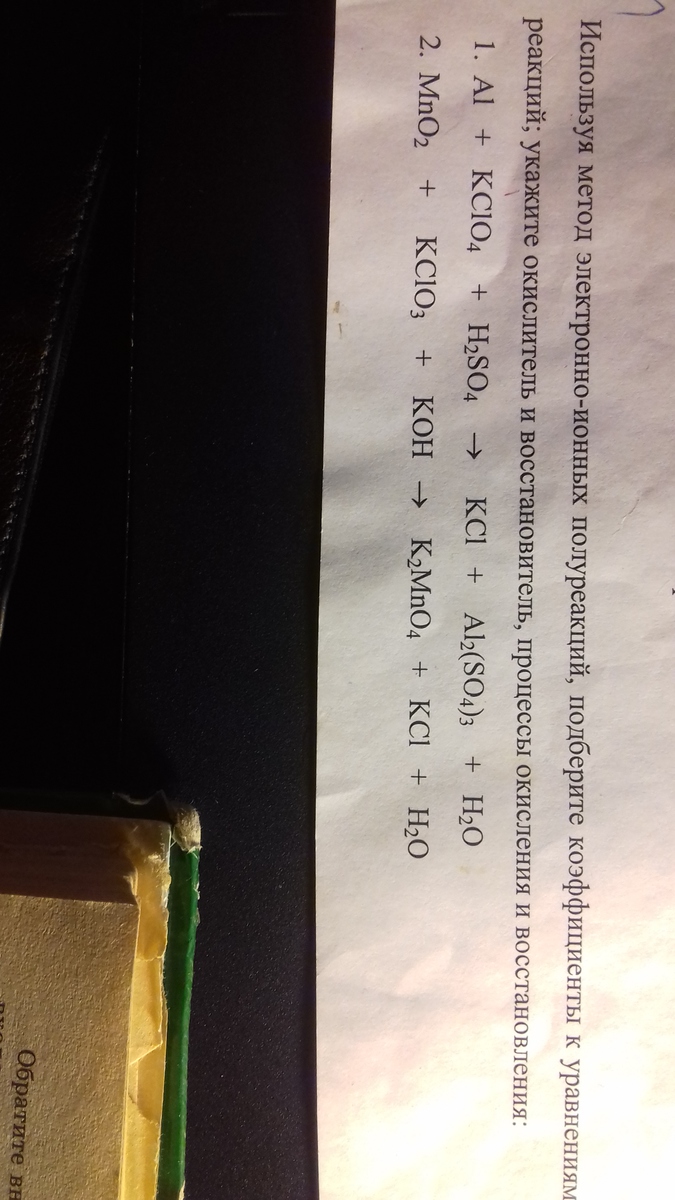 Используя метод электронно-ионных полуреакций, подберите коэффициенты к уравнениям
реакций; укажите окислитель и восстановитель, процессы окисления и восстановления:
1. Al + KClO₄ + H₂SO₄ → KCl + Al₂(SO₄)₃ + H₂O
2. MnO₂ + KClO₃ + KOH → K₂MnO₄ + KCl + H₂O
Обратите вн